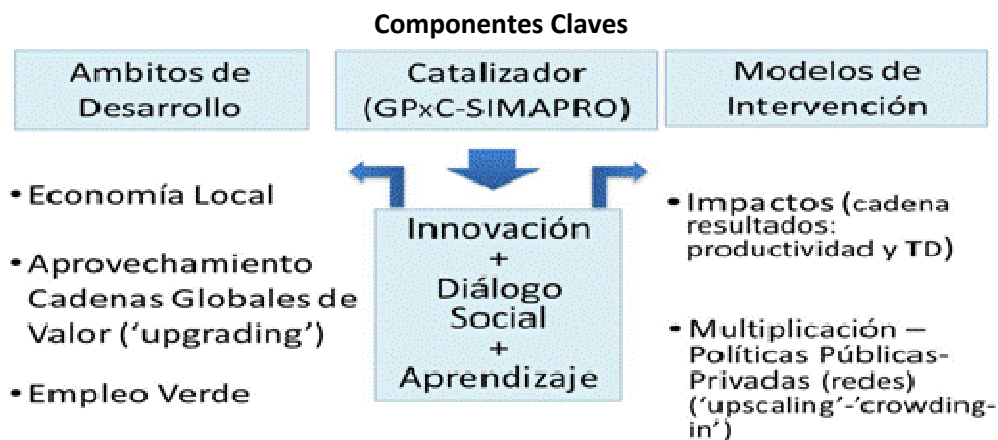 Componentes Claves
Ambitos de
Desarrollo
Catalizador
(GPxC-SIMAPRO)
Modelos de
Intervención
• Economía Local
• Aprovechamiento
Cadenas Globales de
Valor (‘upgrading’)
• Empleo Verde
Innovación
+
Diálogo
Social
+
Aprendizaje
• Impactos (cadena
resultados:
productividad y TD)
• Multiplicación –
Políticas Públicas-
Privadas (redes)
(‘upscaling’-‘crowding-
in’)